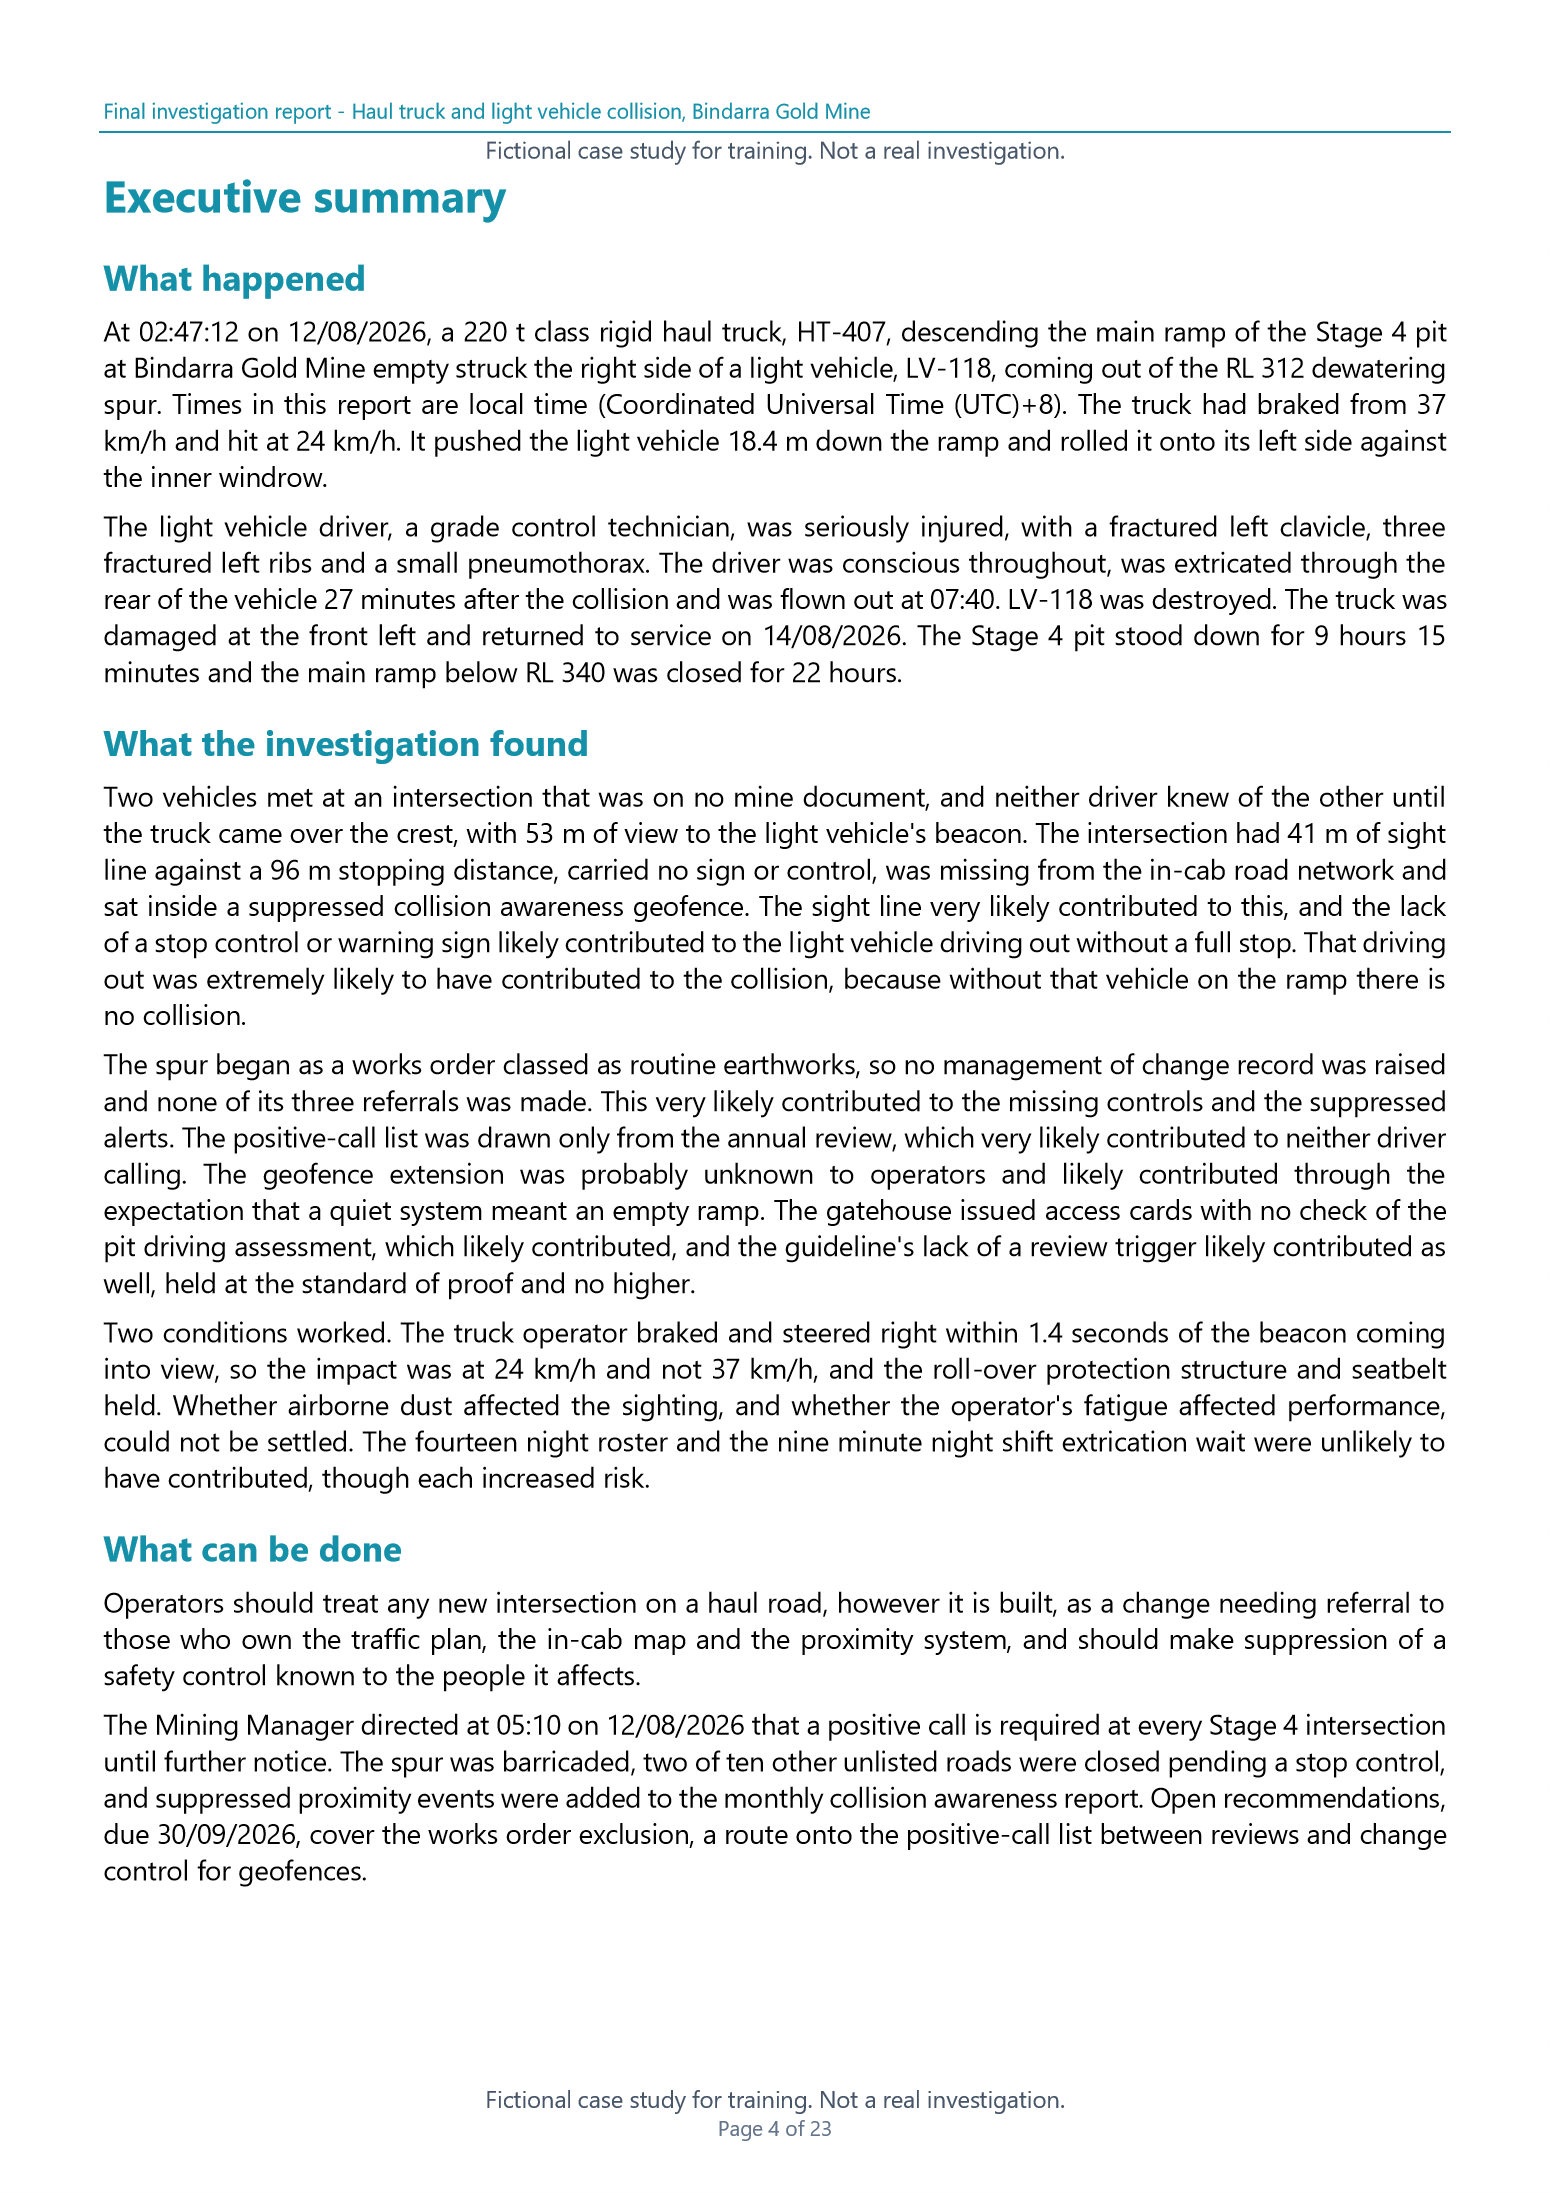 Final investigation report - Haul truck and light vehicle collision, Bindarra Gold Mine
Fictional case study for training. Not a real investigation.
Executive summary
What happened
At 02:47:12 on 12/08/2026, a 220 t class rigid haul truck, HT-407, descending the main ramp of the Stage 4 pit
at Bindarra Gold Mine empty struck the right side of a light vehicle, LV-118, coming out of the RL 312 dewatering
spur. Times in this report are local time (Coordinated Universal Time (UTC)+8). The truck had braked from 37
km/h and hit at 24 km/h. It pushed the light vehicle 18.4 m down the ramp and rolled it onto its left side against
the inner windrow.
The light vehicle driver, a grade control technician, was seriously injured, with a fractured left clavicle, three
fractured left ribs and a small pneumothorax. The driver was conscious throughout, was extricated through the
rear of the vehicle 27 minutes after the collision and was flown out at 07:40. LV-118 was destroyed. The truck was
damaged at the front left and returned to service on 14/08/2026. The Stage 4 pit stood down for 9 hours 15
minutes and the main ramp below RL 340 was closed for 22 hours.
What the investigation found
Two vehicles met at an intersection that was on no mine document, and neither driver knew of the other until
the truck came over the crest, with 53 m of view to the light vehicle's beacon. The intersection had 41 m of sight
line against a 96 m stopping distance, carried no sign or control, was missing from the in-cab road network and
sat inside a suppressed collision awareness geofence. The sight line very likely contributed to this, and the lack
of a stop control or warning sign likely contributed to the light vehicle driving out without a full stop. That driving
out was extremely likely to have contributed to the collision, because without that vehicle on the ramp there is
no collision.
The spur began as a works order classed as routine earthworks, so no management of change record was raised
and none of its three referrals was made. This very likely contributed to the missing controls and the suppressed
alerts. The positive-call list was drawn only from the annual review, which very likely contributed to neither driver
calling. The geofence extension was probably unknown to operators and likely contributed through the
expectation that a quiet system meant an empty ramp. The gatehouse issued access cards with no check of the
pit driving assessment, which likely contributed, and the guideline's lack of a review trigger likely contributed as
well, held at the standard of proof and no higher.
Two conditions worked. The truck operator braked and steered right within 1.4 seconds of the beacon coming
into view, so the impact was at 24 km/h and not 37 km/h, and the roll-over protection structure and seatbelt
held. Whether airborne dust affected the sighting, and whether the operator's fatigue affected performance,
could not be settled. The fourteen night roster and the nine minute night shift extrication wait were unlikely to
have contributed, though each increased risk.
What can be done
Operators should treat any new intersection on a haul road, however it is built, as a change needing referral to
those who own the traffic plan, the in-cab map and the proximity system, and should make suppression of a
safety control known to the people it affects.
The Mining Manager directed at 05:10 on 12/08/2026 that a positive call is required at every Stage 4 intersection
until further notice. The spur was barricaded, two of ten other unlisted roads were closed pending a stop control,
and suppressed proximity events were added to the monthly collision awareness report. Open recommendations,
due 30/09/2026, cover the works order exclusion, a route onto the positive-call list between reviews and change
control for geofences.
Fictional case study for training. Not a real investigation.
Page 4 of 23